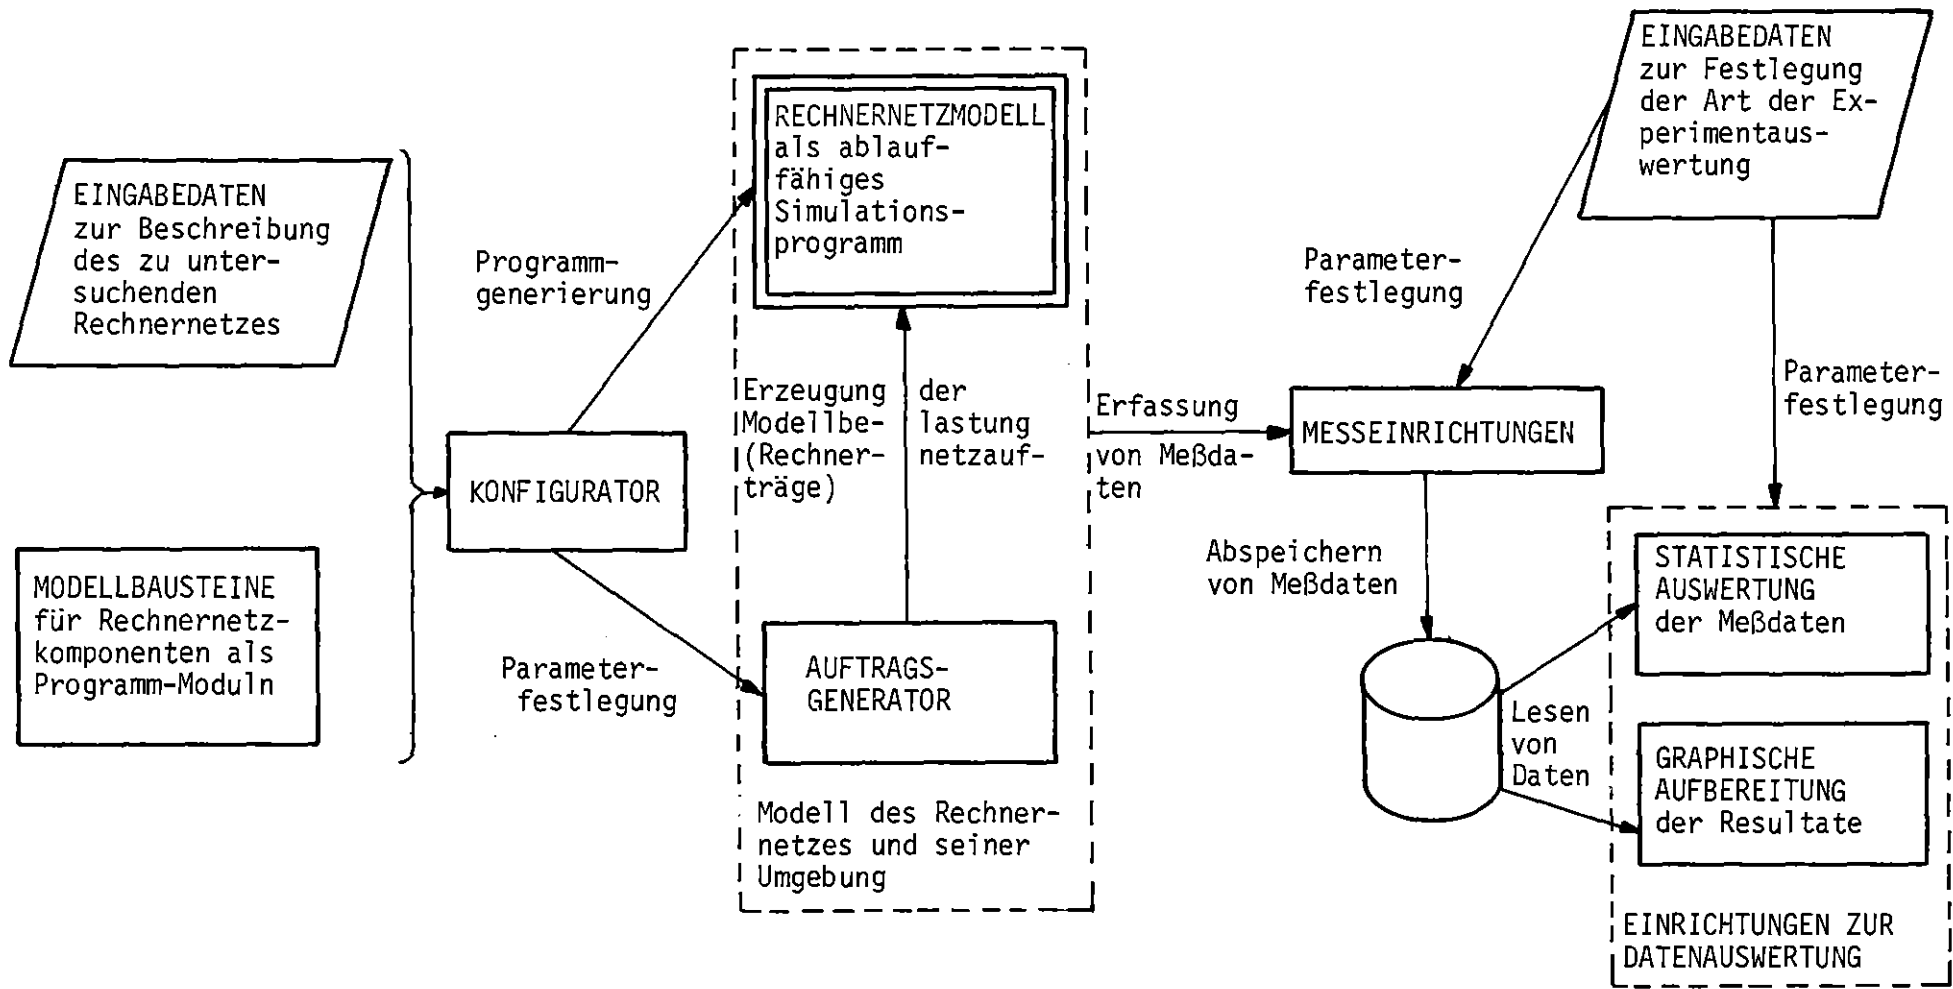 EINGABEDATEN
zur Beschreibung
des zu unter-
suchenden
Rechnernetzes
MODELLBAUSTEINE
für Rechnernetz-
komponenten als
Programm-Moduln
KONFIGURATOR
Programm-
generierung
Parameter-
festlegung
RECHNERNETZMODELL
als ablauf-
fähiges
Simulations-
programm
Erzeugung der
Modellbe- lastung
(Rechner- netzauf-
träge)
AUFTRAGS-
GENERATOR
Modell des Rechner-
netzes und seiner
Umgebung
Erfassung
von Meßda-
ten
MESSEINRICHTUNGEN
Parameter-
festlegung
EINGABEDATEN
zur Festlegung
der Art der Ex-
perimentaus-
wertung
Parameter-
festlegung
Abspeichern
von Meßdaten
Lesen
von
Daten
STATISTISCHE
AUSWERTUNG
der Meßdaten
GRAPHISCHE
AUFBEREITUNG
der Resultate
EINRICHTUNGEN ZUR
DATENAUSWERTUNG